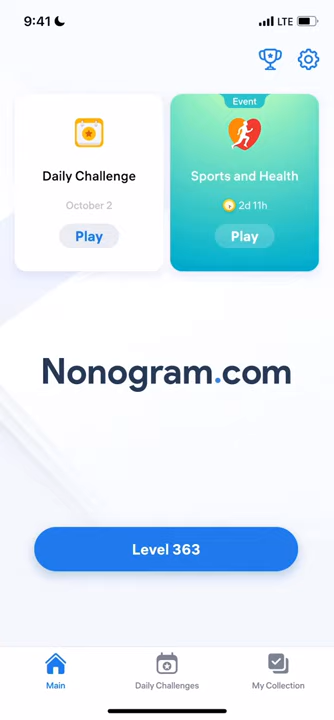 9:41
LTE
Daily Challenge
October 2
Play
Event
Sports and Health
2d 11h
Play
Nonogram.com
Level 363
Main
Daily Challenges
My Collection